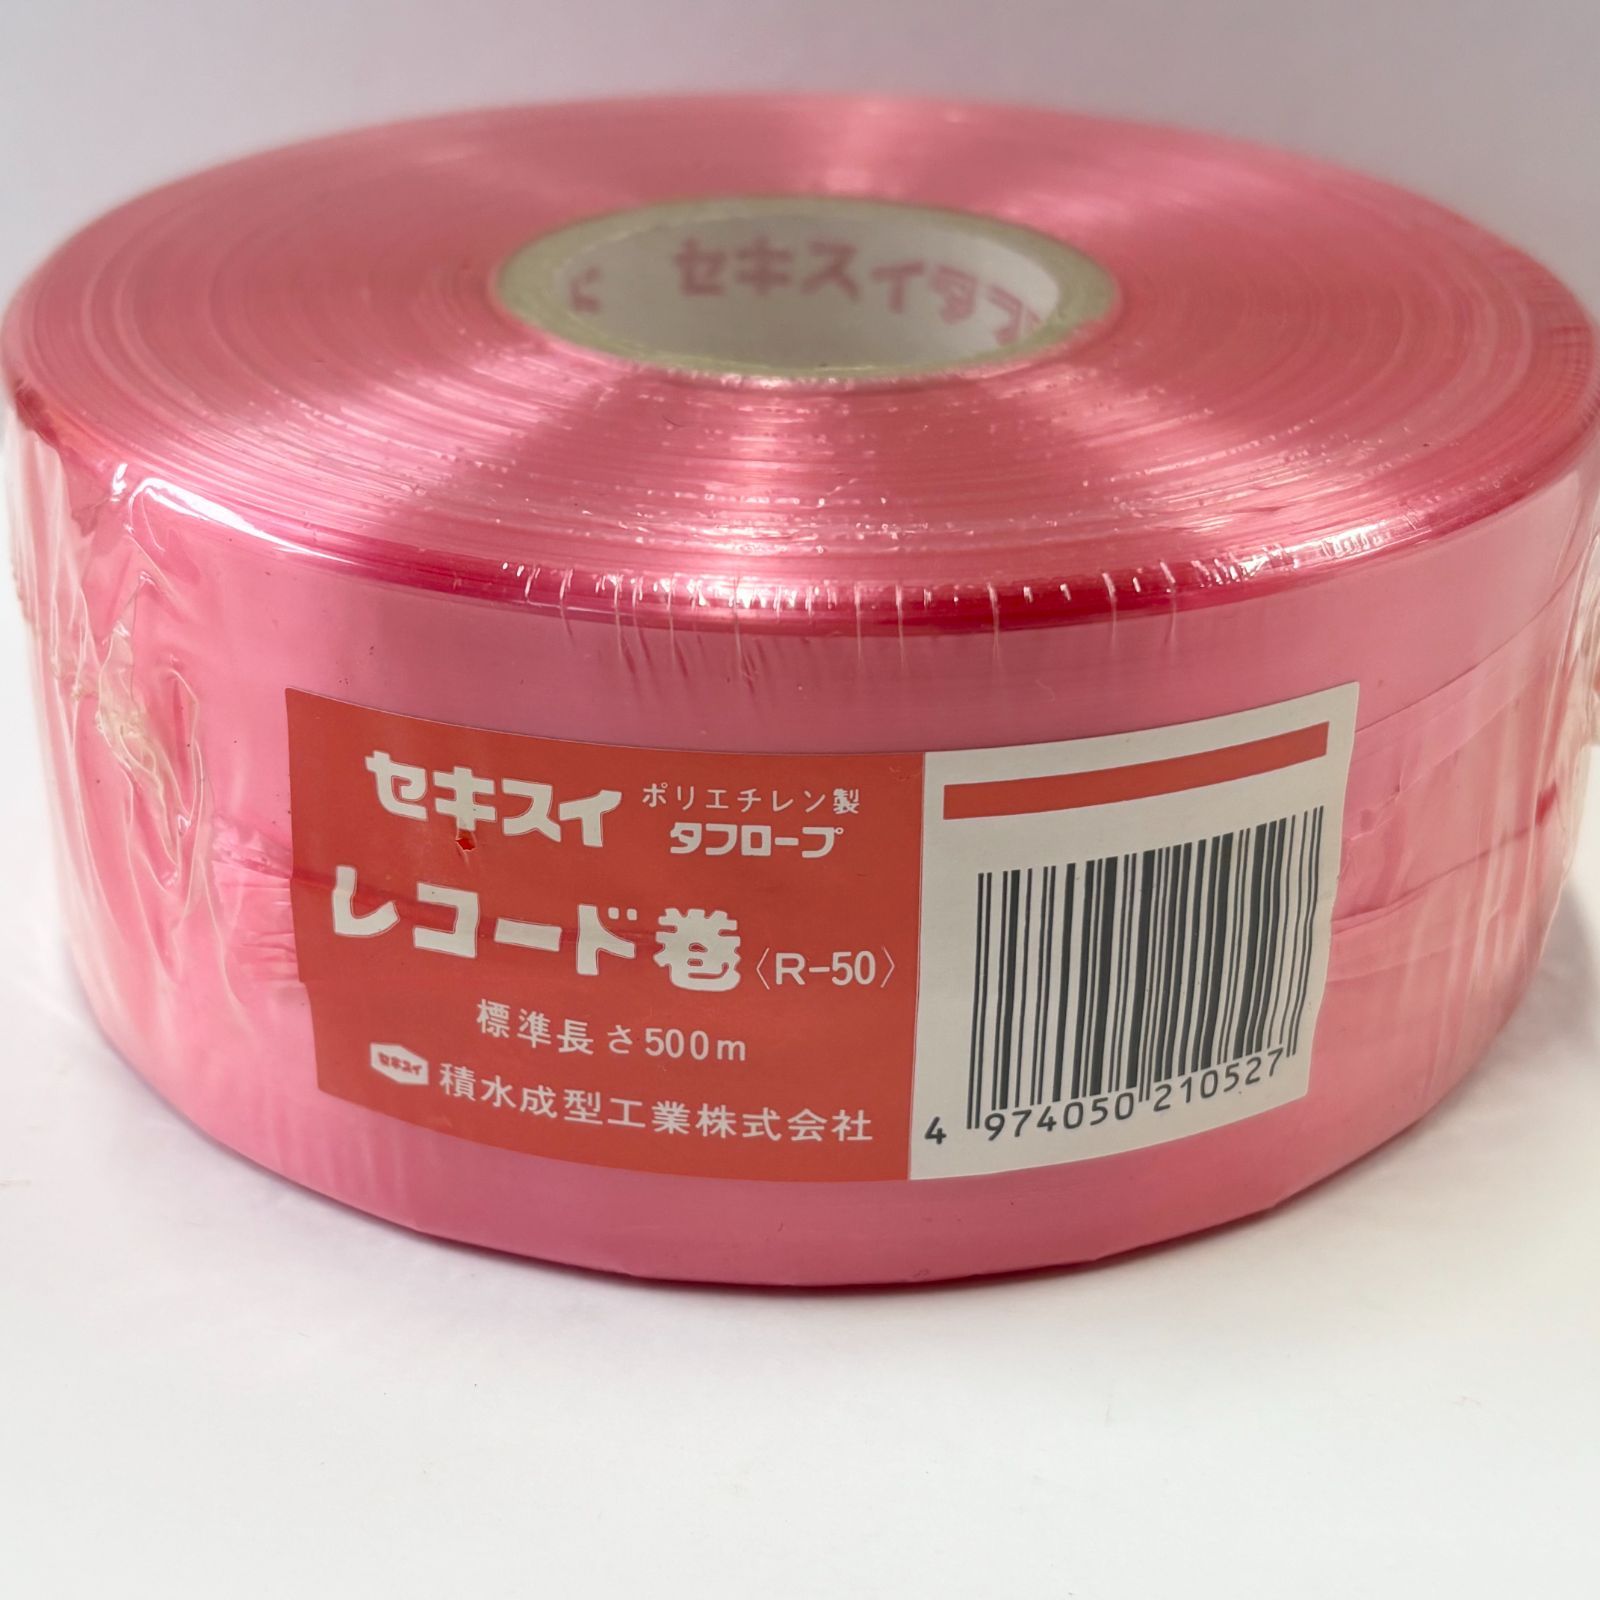 セキスイタフ
セキスイ ポリエチレン製
タフロープ
レコード巻〈R-50〉
標準長さ500m
セキスイ 積水成型工業株式会社
4 974050 210527